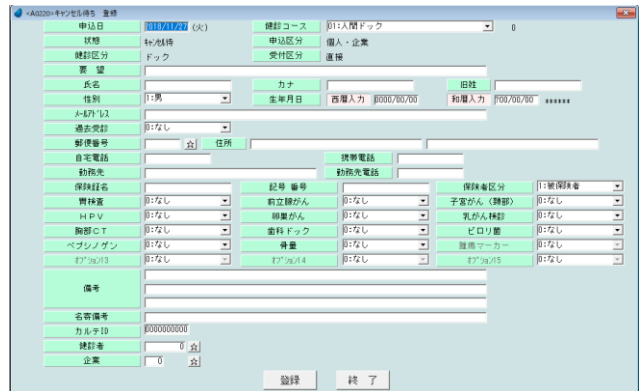 <A0220>キャンセル待ち 登録
申込日 2018/11/27 (火) 健診コース 01:人間ドック 0
状態 ｷｬﾝｾﾙ待 申込区分 個人・企業
健診区分 ドック 受付区分 直接
要 望
氏名 カナ 旧姓
性別 1:男 生年月日 西暦入力 0000/00/00 和暦入力 ?00/00/00 ******
ﾒｰﾙｱﾄﾞﾚｽ
過去受診 0:なし
郵便番号 ☆ 住所
自宅電話 携帯電話
勤務先 勤務先電話
保険証名 記号 番号 保険者区分 1:被保険者
胃検査 0:なし 前立腺がん 0:なし 子宮がん（頚部） 0:なし
ＨＰＶ 0:なし 卵巣がん 0:なし 乳がん検診 0:なし
胸部ＣＴ 0:なし 歯科ドック 0:なし ピロリ菌 0:なし
ペプシノゲン 0:なし 骨量 0:なし 腫瘍マーカー 0:なし
ｵﾌﾟｼｮﾝ13 0:なし ｵﾌﾟｼｮﾝ14 0:なし ｵﾌﾟｼｮﾝ15 0:なし
備考
名寄備考
カルテID 0000000000
健診者 0 ☆
企業 0 ☆
登録 終 了